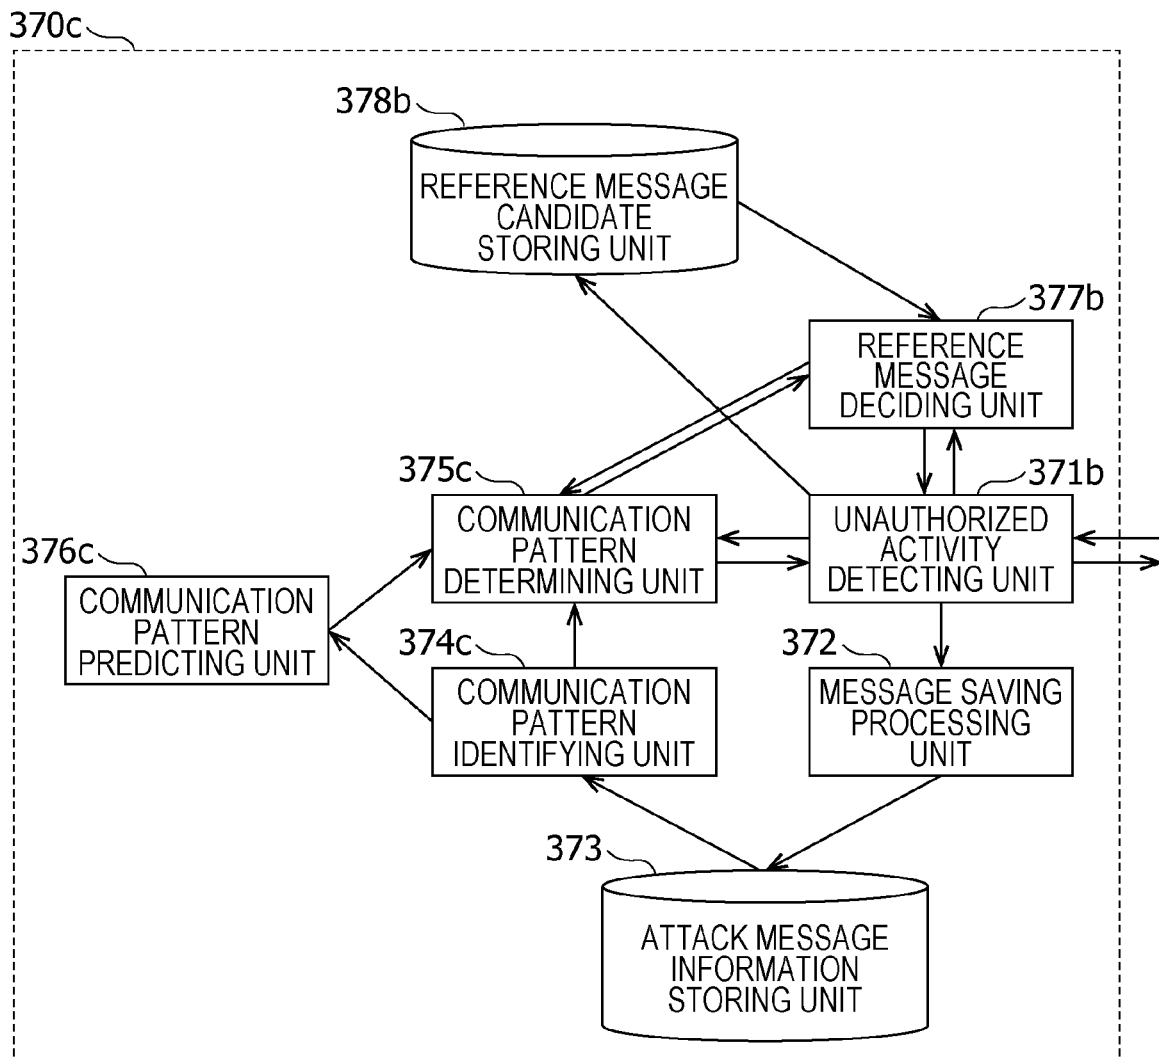 370c
378b
REFERENCE MESSAGE
CANDIDATE
STORING UNIT
377b
REFERENCE
MESSAGE
DECIDING UNIT
375c
COMMUNICATION
PATTERN
DETERMINING UNIT
371b
UNAUTHORIZED
ACTIVITY
DETECTING UNIT
376c
COMMUNICATION
PATTERN
PREDICTING UNIT
374c
COMMUNICATION
PATTERN
IDENTIFYING UNIT
372
MESSAGE SAVING
PROCESSING
UNIT
373
ATTACK MESSAGE
INFORMATION
STORING UNIT